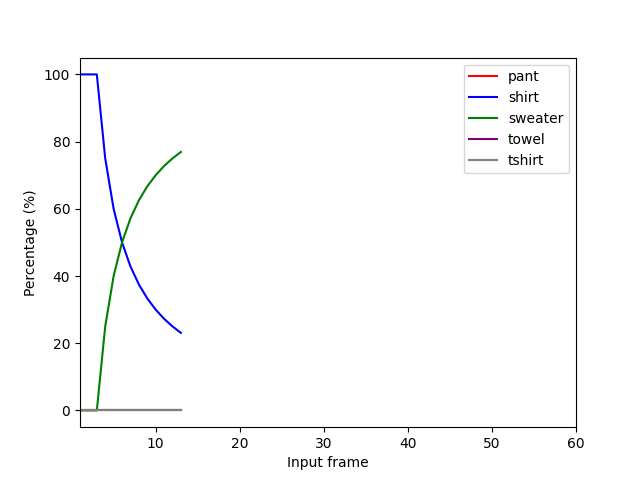 100
80
60
40
20
0
Percentage (%)
pant
shirt
sweater
towel
tshirt
10 20 30 40 50 60
Input frame